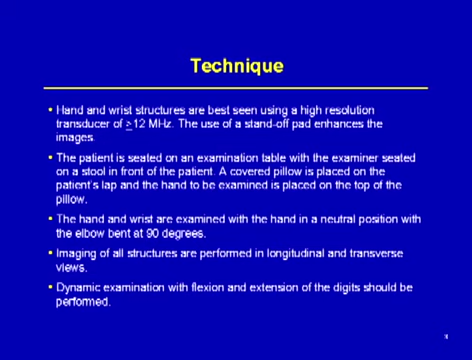 Technique
• Hand and wrist structures are best seen using a high resolution
transducer of ≥12 MHz. The use of a stand-off pad enhances the
images.
• The patient is seated on an examination table with the examiner seated
on a stool in front of the patient. A covered pillow is placed on the
patient's lap and the hand to be examined is placed on the top of the
pillow.
• The hand and wrist are examined with the hand in a neutral position with
the elbow bent at 90 degrees.
• Imaging of all structures are performed in longitudinal and transverse
views.
• Dynamic examination with flexion and extension of the digits should be
performed.